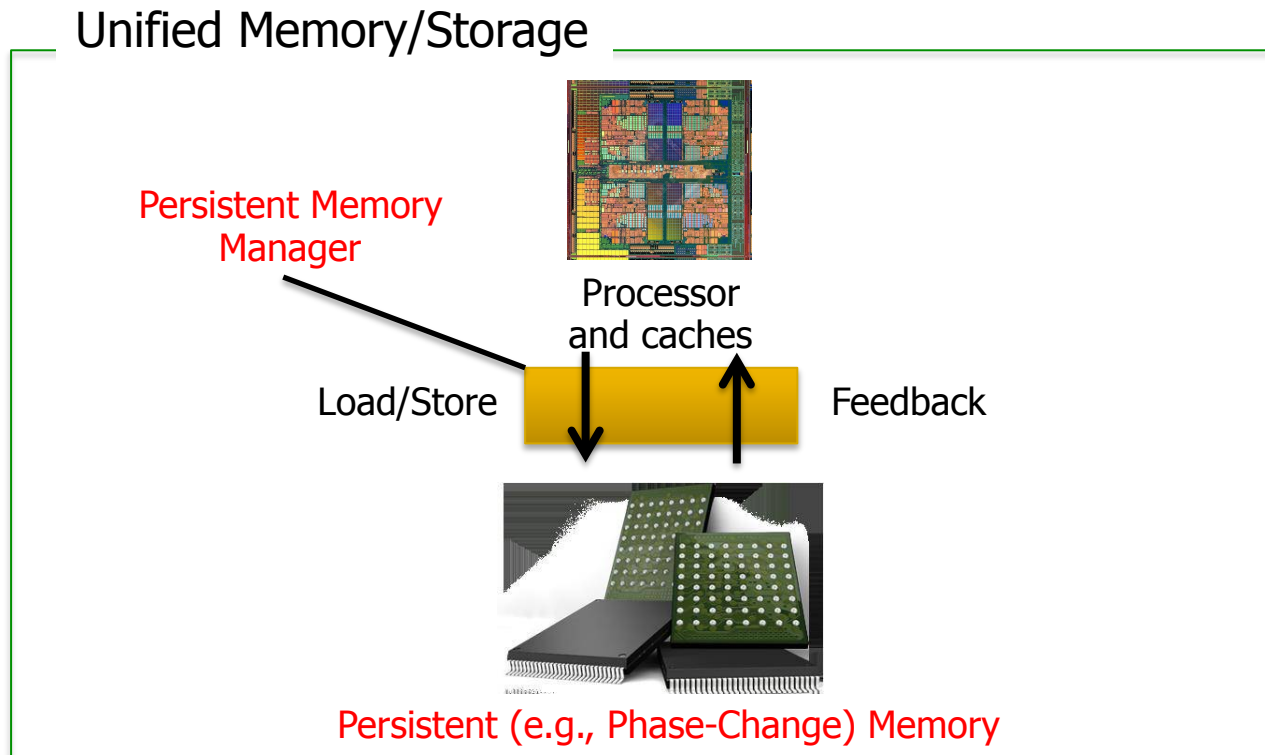 Unified Memory/Storage
Persistent Memory
Manager
Processor
and caches
Load/Store
Feedback
Persistent (e.g., Phase-Change) Memory